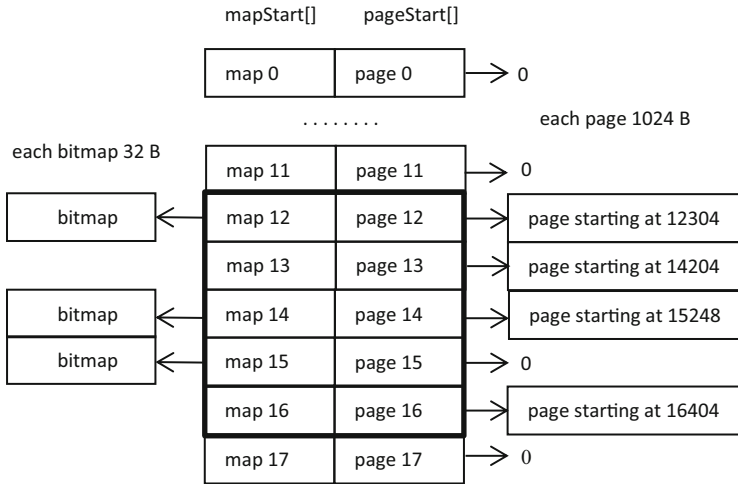 mapStart[] pageStart[]
map 0 page 0 0
. . . . . . . .
each page 1024 B
each bitmap 32 B
map 11 page 11 0
bitmap map 12 page 12 page starting at 12304
map 13 page 13 page starting at 14204
bitmap map 14 page 14 page starting at 15248
bitmap map 15 page 15 0
map 16 page 16 page starting at 16404
map 17 page 17 0